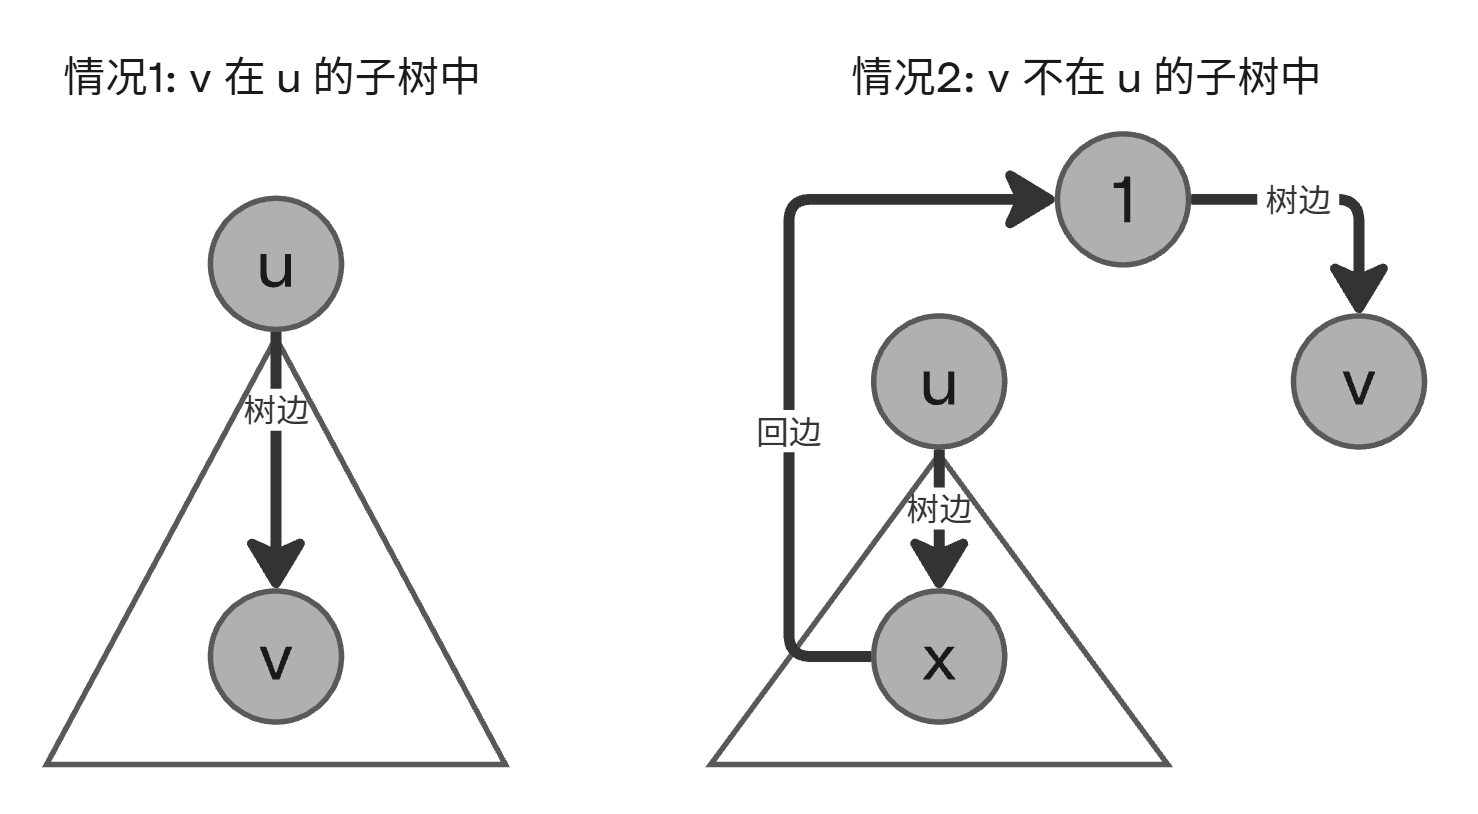 情况1: v 在 u 的子树中
u
树边
v
情况2: v 不在 u 的子树中
1
树边
u
v
回边
树边
x